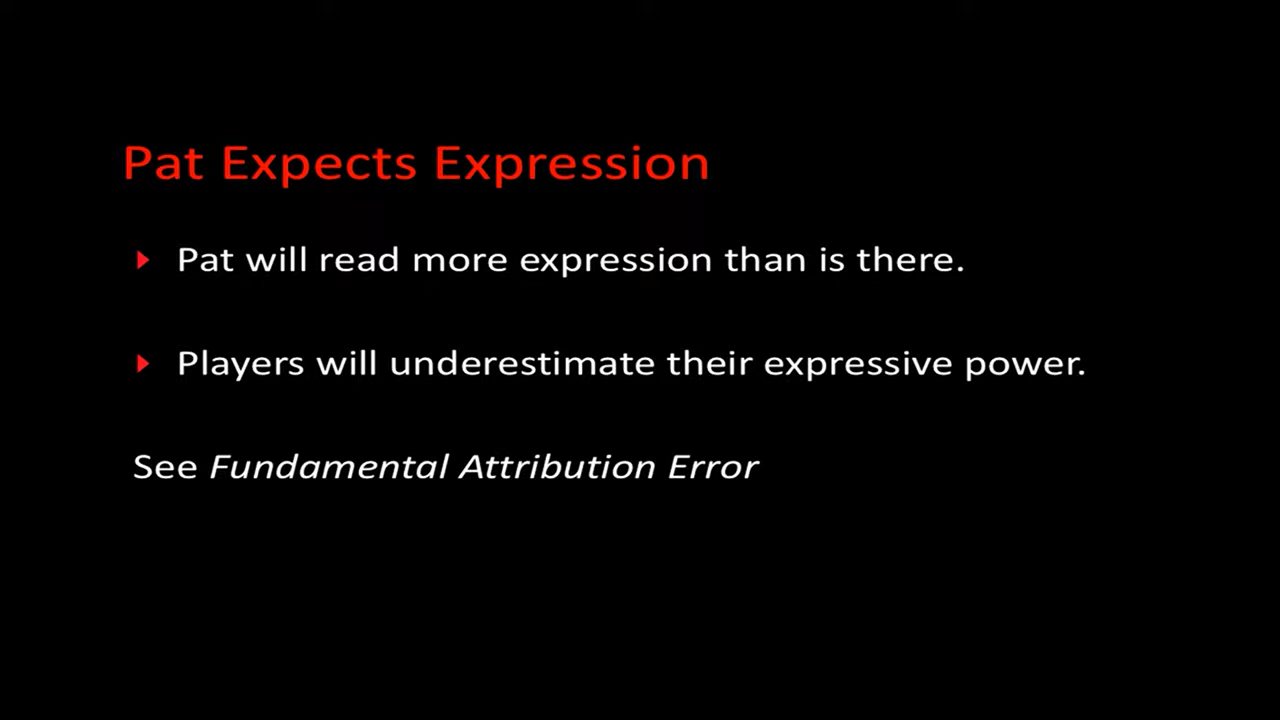 Pat Expects Expression
Pat will read more expression than is there.
Players will underestimate their expressive power.
See Fundamental Attribution Error